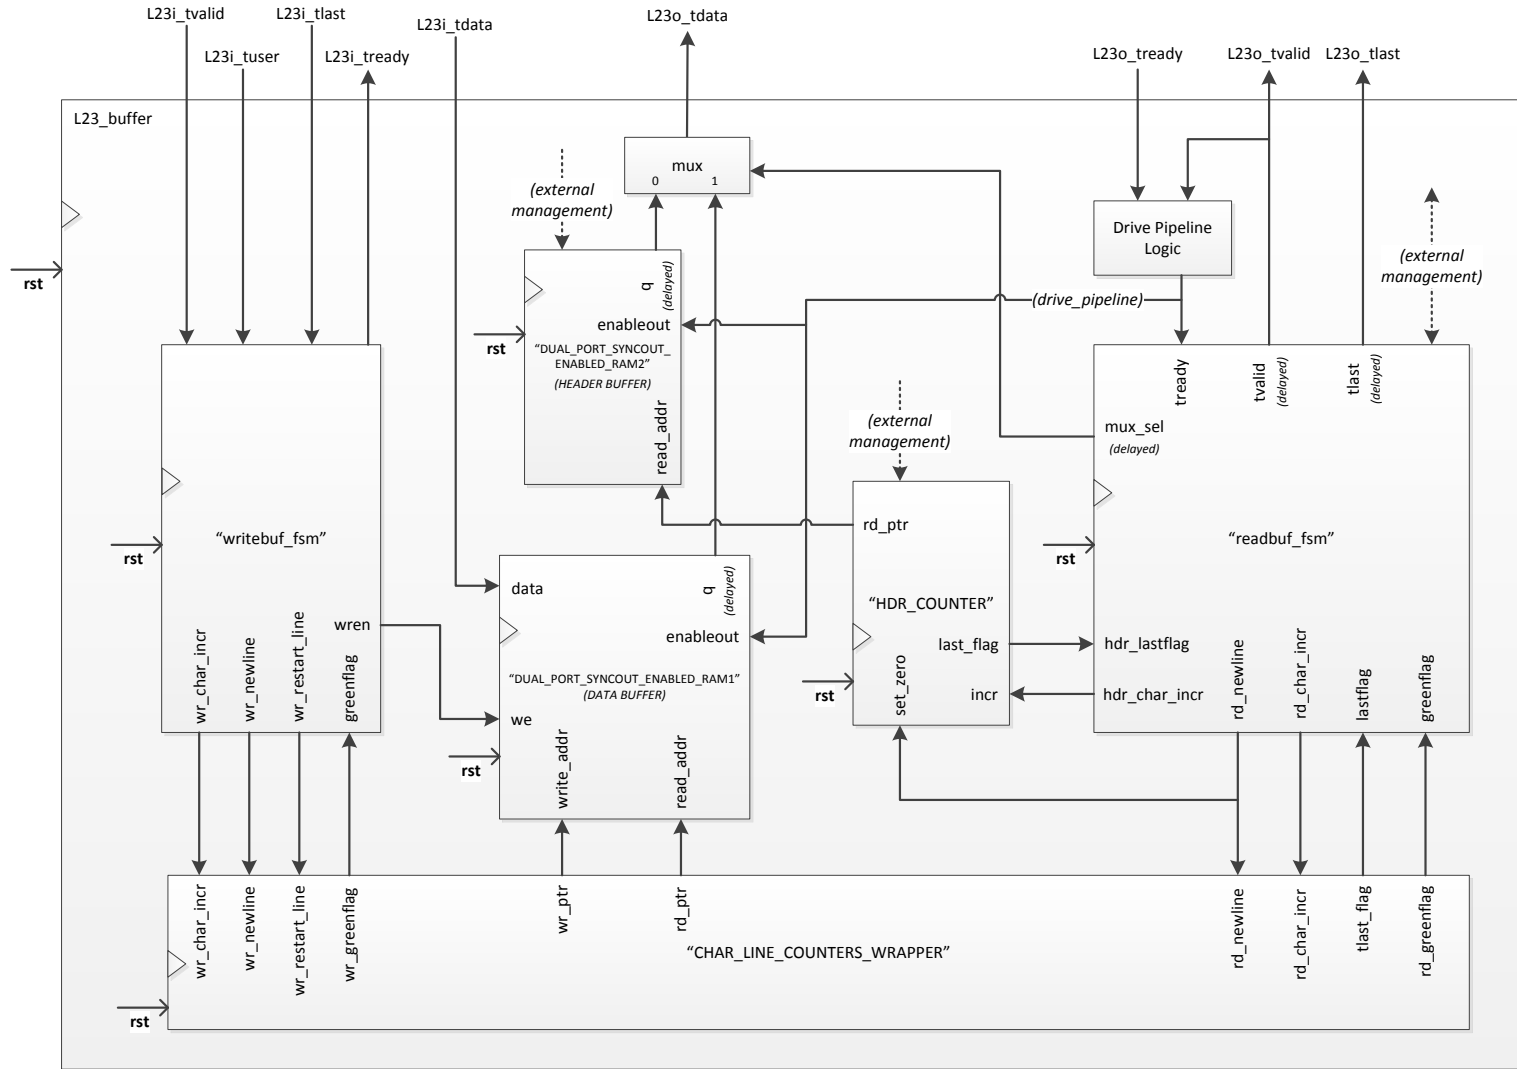 L23i_tvalid
L23i_tlast
L23i_tdata
L23o_tdata
L23i_tuser
L23i_tready
L23o_tready
L23o_tvalid
L23o_tlast
L23_buffer
mux
0
1
(external
management)
Drive Pipeline
Logic
(external
management)
rst
q
(delayed)
enableout
(drive_pipeline)
rst
"DUAL_PORT_SYNCOUT_
ENABLED_RAM2"
(HEADER BUFFER)
read_addr
tready
tvalid
(delayed)
tlast
(delayed)
mux_sel
(delayed)
(external
management)
rd_ptr
"writebuf_fsm"
rst
"readbuf_fsm"
rst
data
q
(delayed)
enableout
"HDR_COUNTER"
wren
last_flag
hdr_lastflag
"DUAL_PORT_SYNCOUT_ENABLED_RAM1"
(DATA BUFFER)
rst
set_zero
incr
hdr_char_incr
wr_char_incr
wr_newline
wr_restart_line
greenflag
we
rst
write_addr
read_addr
rd_newline
rd_char_incr
lastflag
greenflag
wr_char_incr
wr_newline
wr_restart_line
wr_greenflag
wr_ptr
rd_ptr
rd_newline
rd_char_incr
tlast_flag
rd_greenflag
"CHAR_LINE_COUNTERS_WRAPPER"
rst